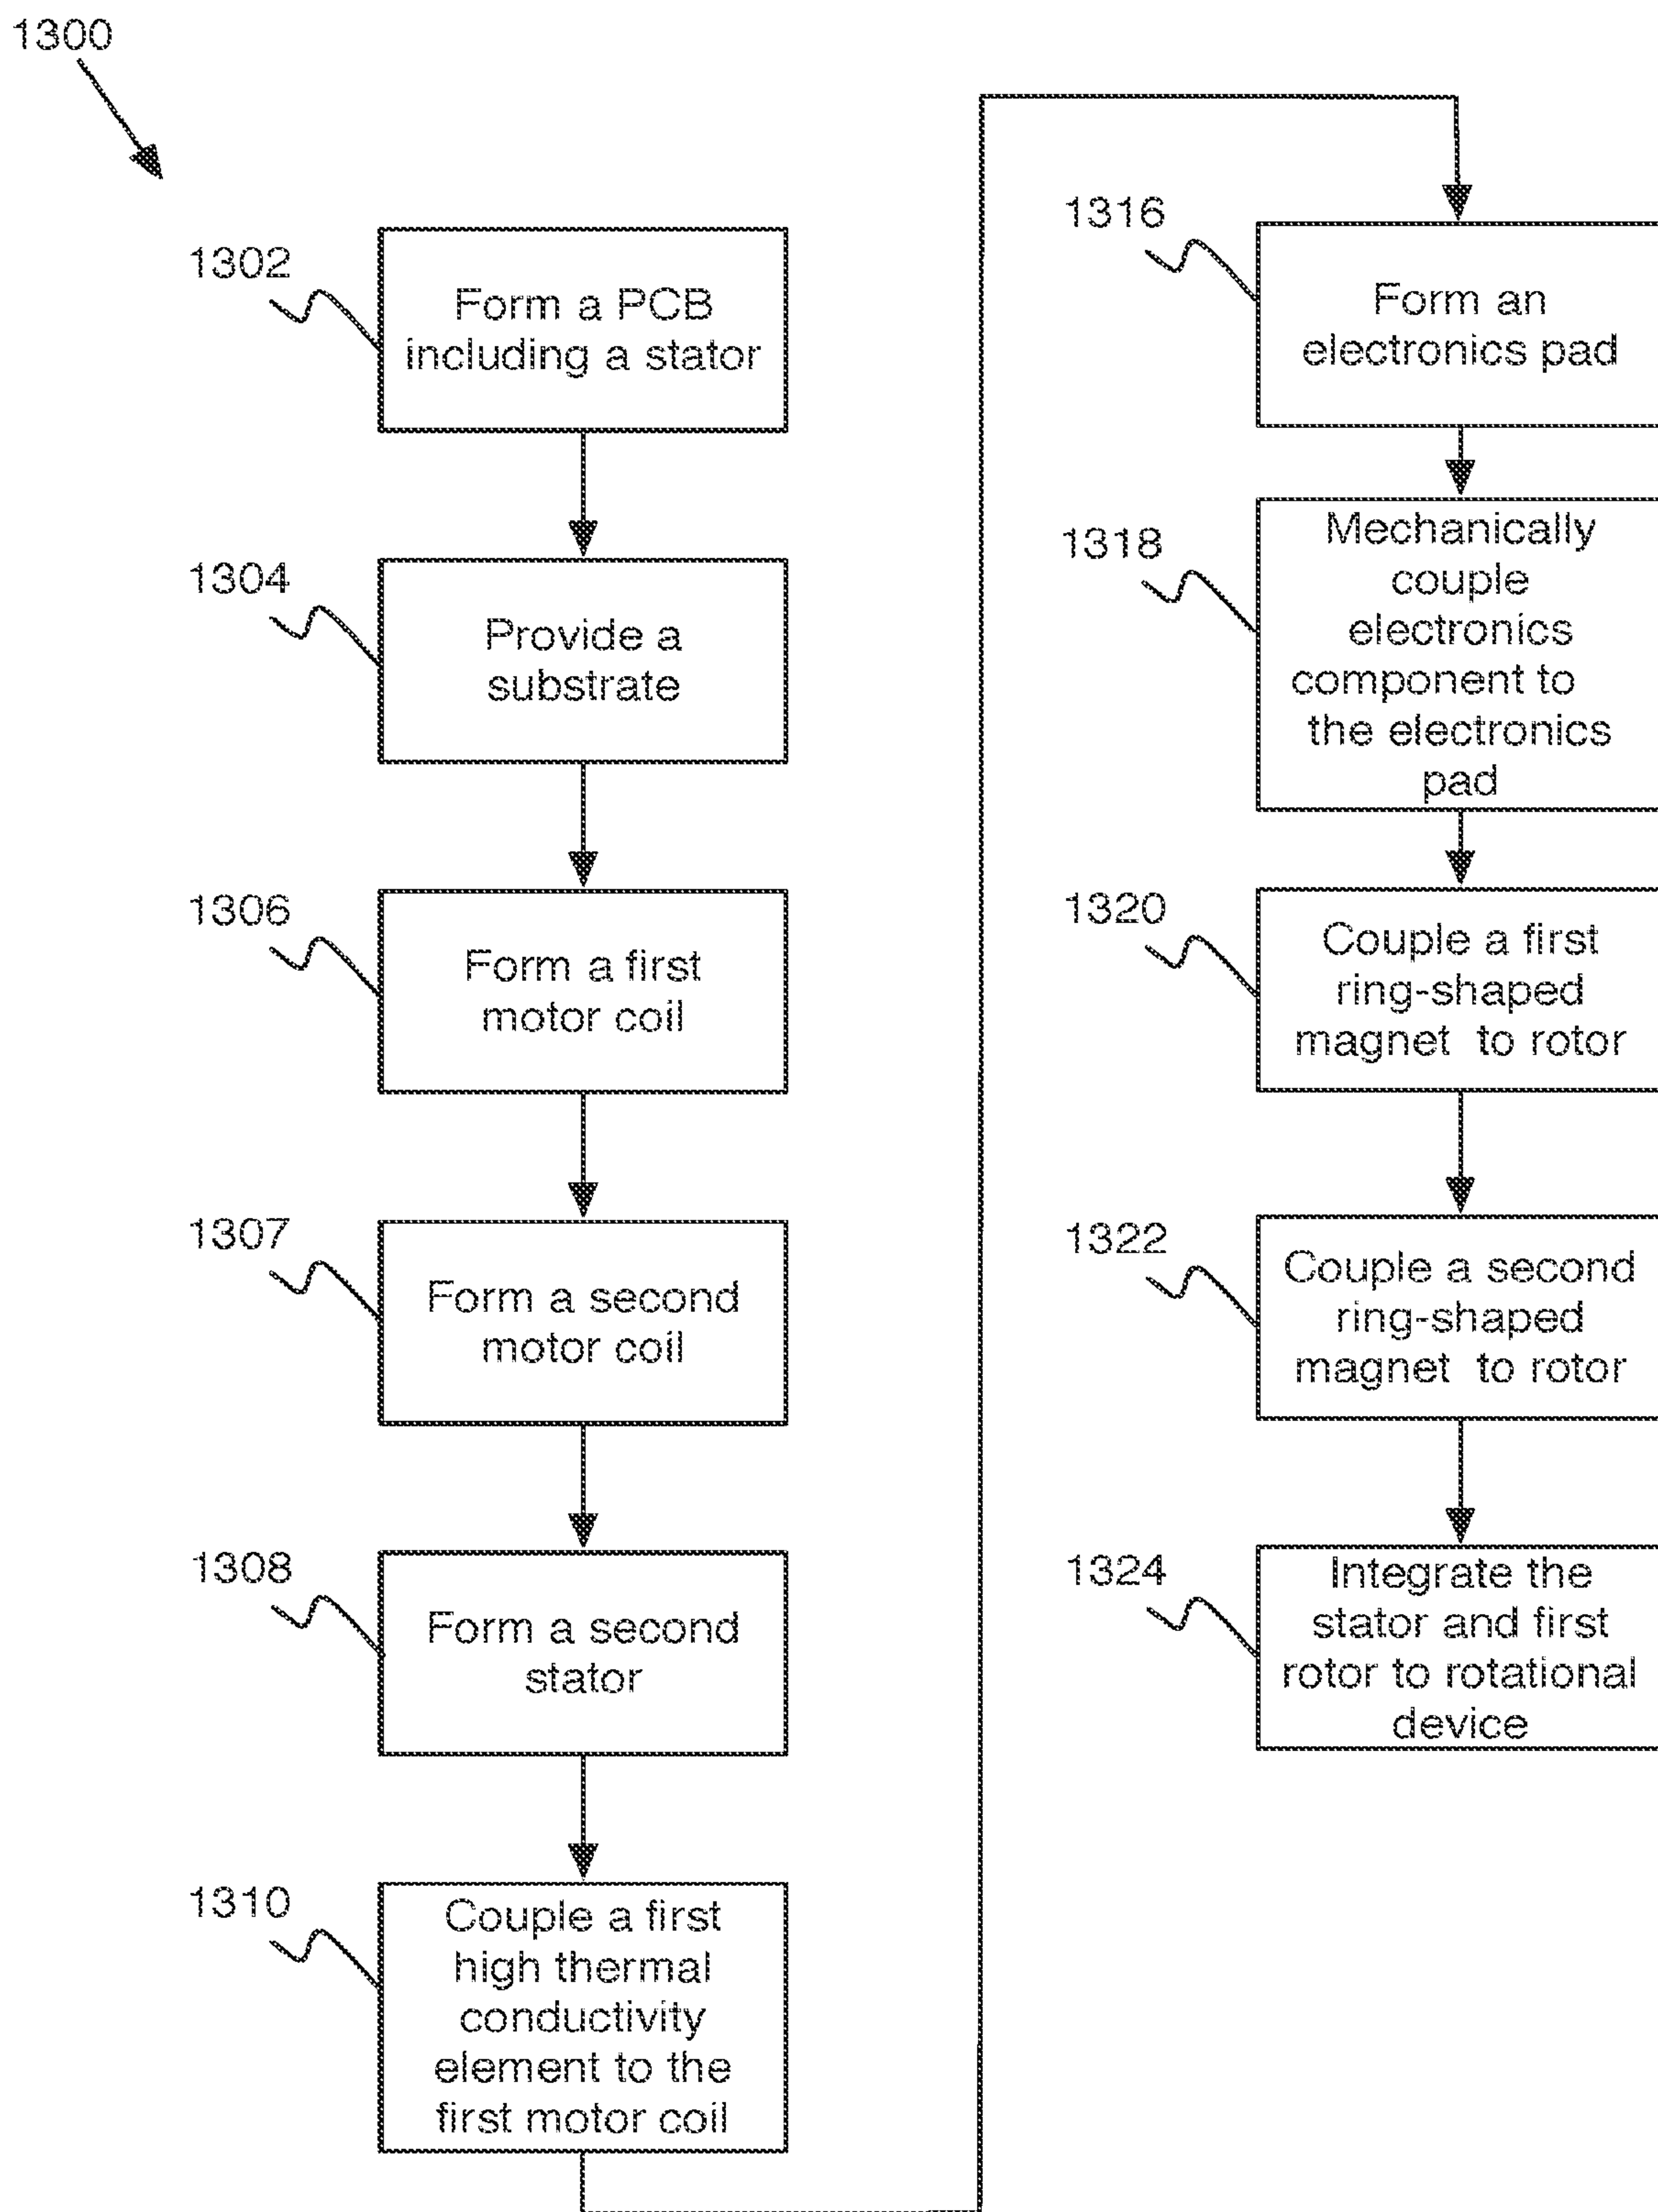 1300
1302
Form a PCB
including a stator
1304
Provide a
substrate
1306
Form a first
motor coil
1307
Form a second
motor coil
1308
Form a second
stator
1310
Couple a first
high thermal
conductivity
element to the
first motor coil
1316
Form an
electronics pad
1318
Mechanically
couple
electronics
component to
the electronics
pad
1320
Couple a first
ring-shaped
magnet to rotor
1322
Couple a second
ring-shaped
magnet to rotor
1324
Integrate the
stator and first
rotor to rotational
device